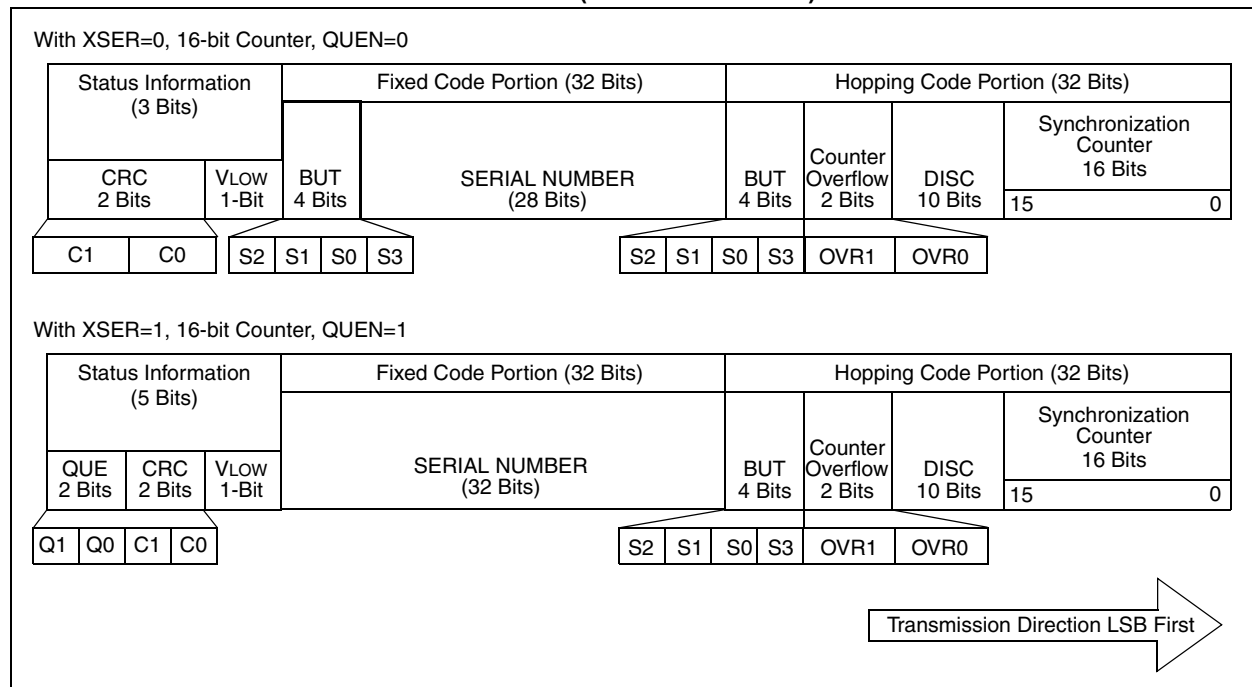 With XSER=0, 16-bit Counter, QUEN=0
Status Information
(3 Bits)
Fixed Code Portion (32 Bits)
Hopping Code Portion (32 Bits)
CRC
2 Bits
VLOW
1-Bit
BUT
4 Bits
SERIAL NUMBER
(28 Bits)
BUT
4 Bits
Counter
Overflow
2 Bits
DISC
10 Bits
Synchronization
Counter
16 Bits
15 0
C1 C0
S2 S1 S0 S3
S2 S1 S0 S3 OVR1 OVR0
With XSER=1, 16-bit Counter, QUEN=1
Status Information
(5 Bits)
Fixed Code Portion (32 Bits)
Hopping Code Portion (32 Bits)
QUE
2 Bits
CRC
2 Bits
VLOW
1-Bit
SERIAL NUMBER
(32 Bits)
BUT
4 Bits
Counter
Overflow
2 Bits
DISC
10 Bits
Synchronization
Counter
16 Bits
15 0
Q1 Q0 C1 C0
S2 S1 S0 S3 OVR1 OVR0
Transmission Direction LSB First